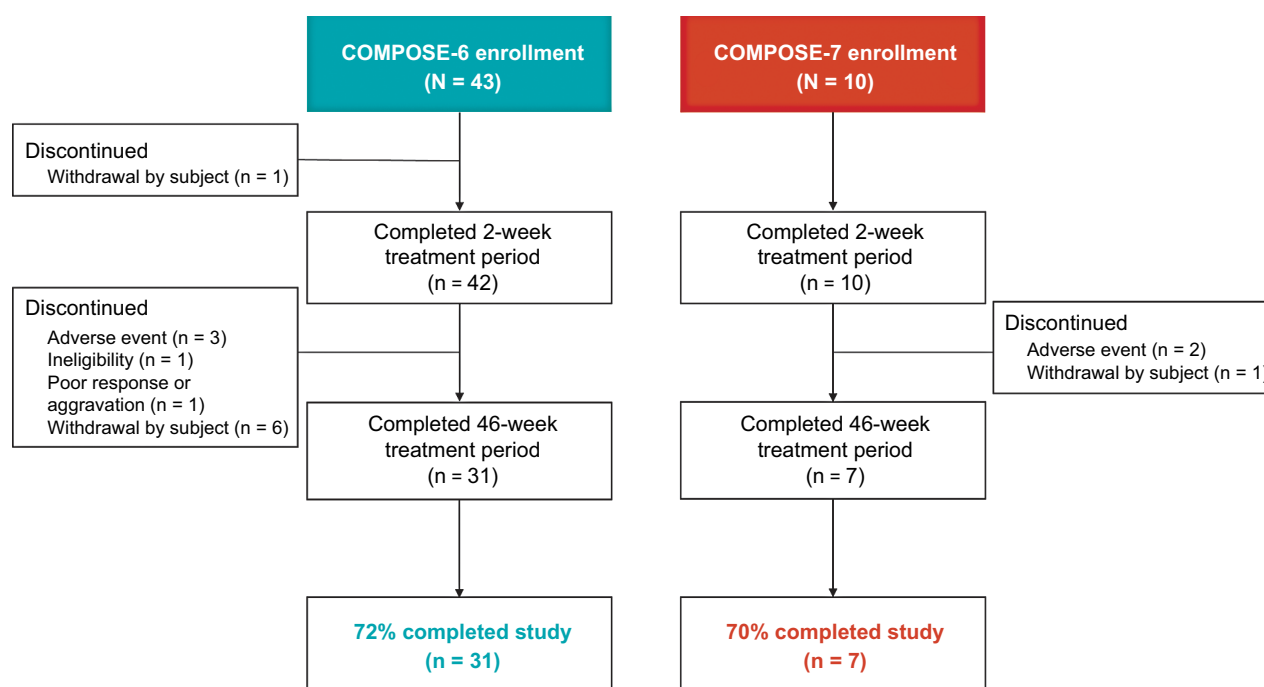 COMPOSE-6 enrollment
(N = 43)
Discontinued
Withdrawal by subject (n = 1)
Completed 2-week
treatment period
(n = 42)
Discontinued
Adverse event (n = 3)
Ineligibility (n = 1)
Poor response or
aggravation (n = 1)
Withdrawal by subject (n = 6)
Completed 46-week
treatment period
(n = 31)
72% completed study
(n = 31)
COMPOSE-7 enrollment
(N = 10)
Completed 2-week
treatment period
(n = 10)
Discontinued
Adverse event (n = 2)
Withdrawal by subject (n = 1)
Completed 46-week
treatment period
(n = 7)
70% completed study
(n = 7)